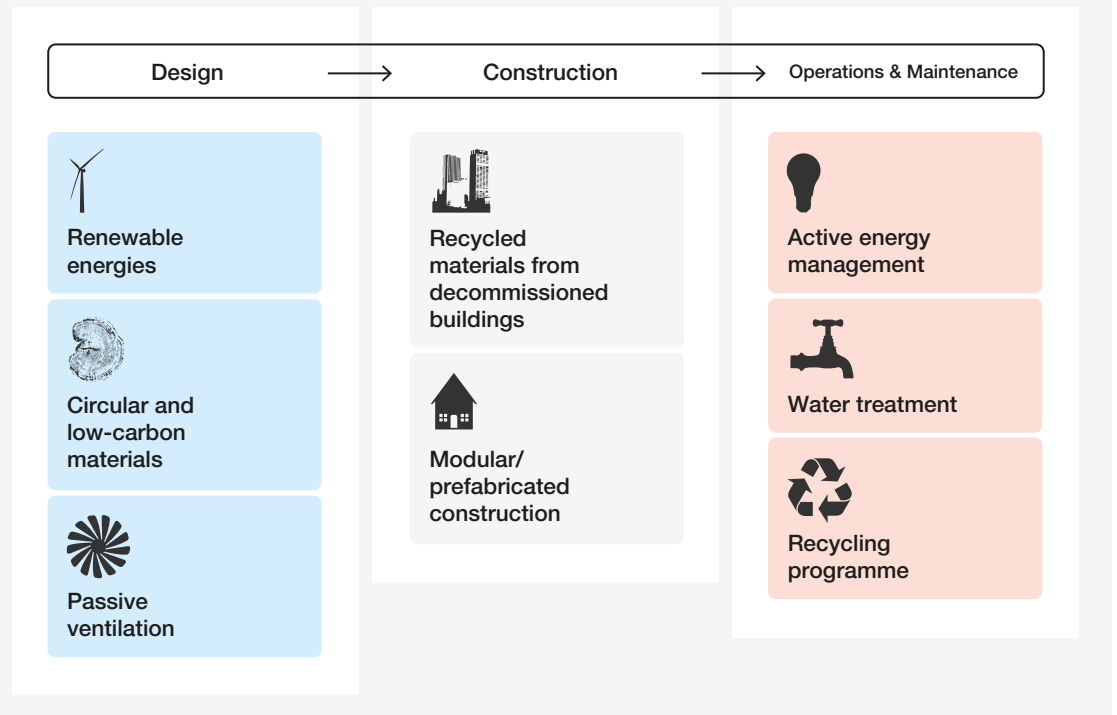 Design
Construction
Operations & Maintenance
Renewable
energies
Circular and
low-carbon
materials
Passive
ventilation
Recycled
materials from
decommissioned
buildings
Modular/
prefabricated
construction
Active energy
management
Water treatment
Recycling
programme